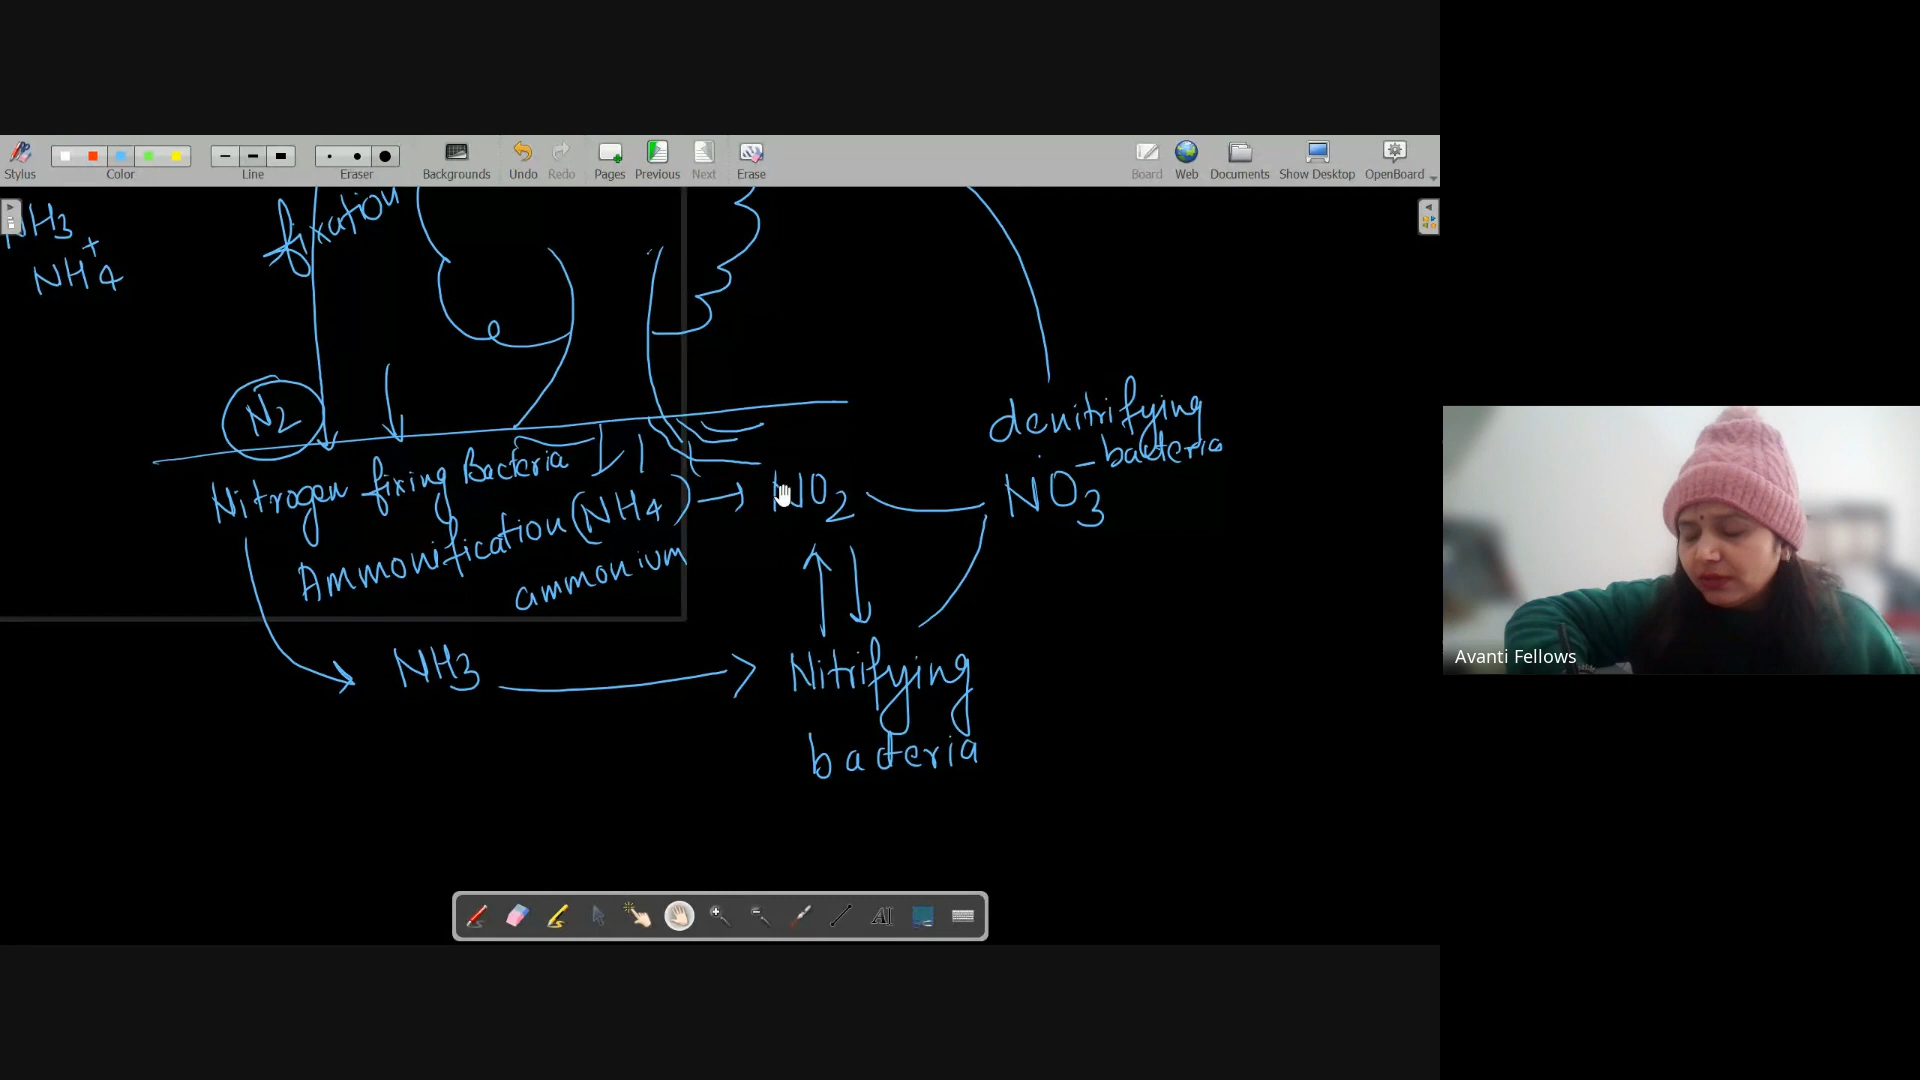 Stylus
Color
Line
Eraser
Backgrounds
Undo
Redo
Pages
Previous
Next
Erase
Board
Web
Documents
Show Desktop
OpenBoard
NH3
NH4+
fixation
N2
denitrifying
bacteria
Nitrogen fixing Bacteria
Ammonification (NH4) → NO2
NO3-
ammonium
NH3
Nitrifying
bacteria
Avanti Fellows